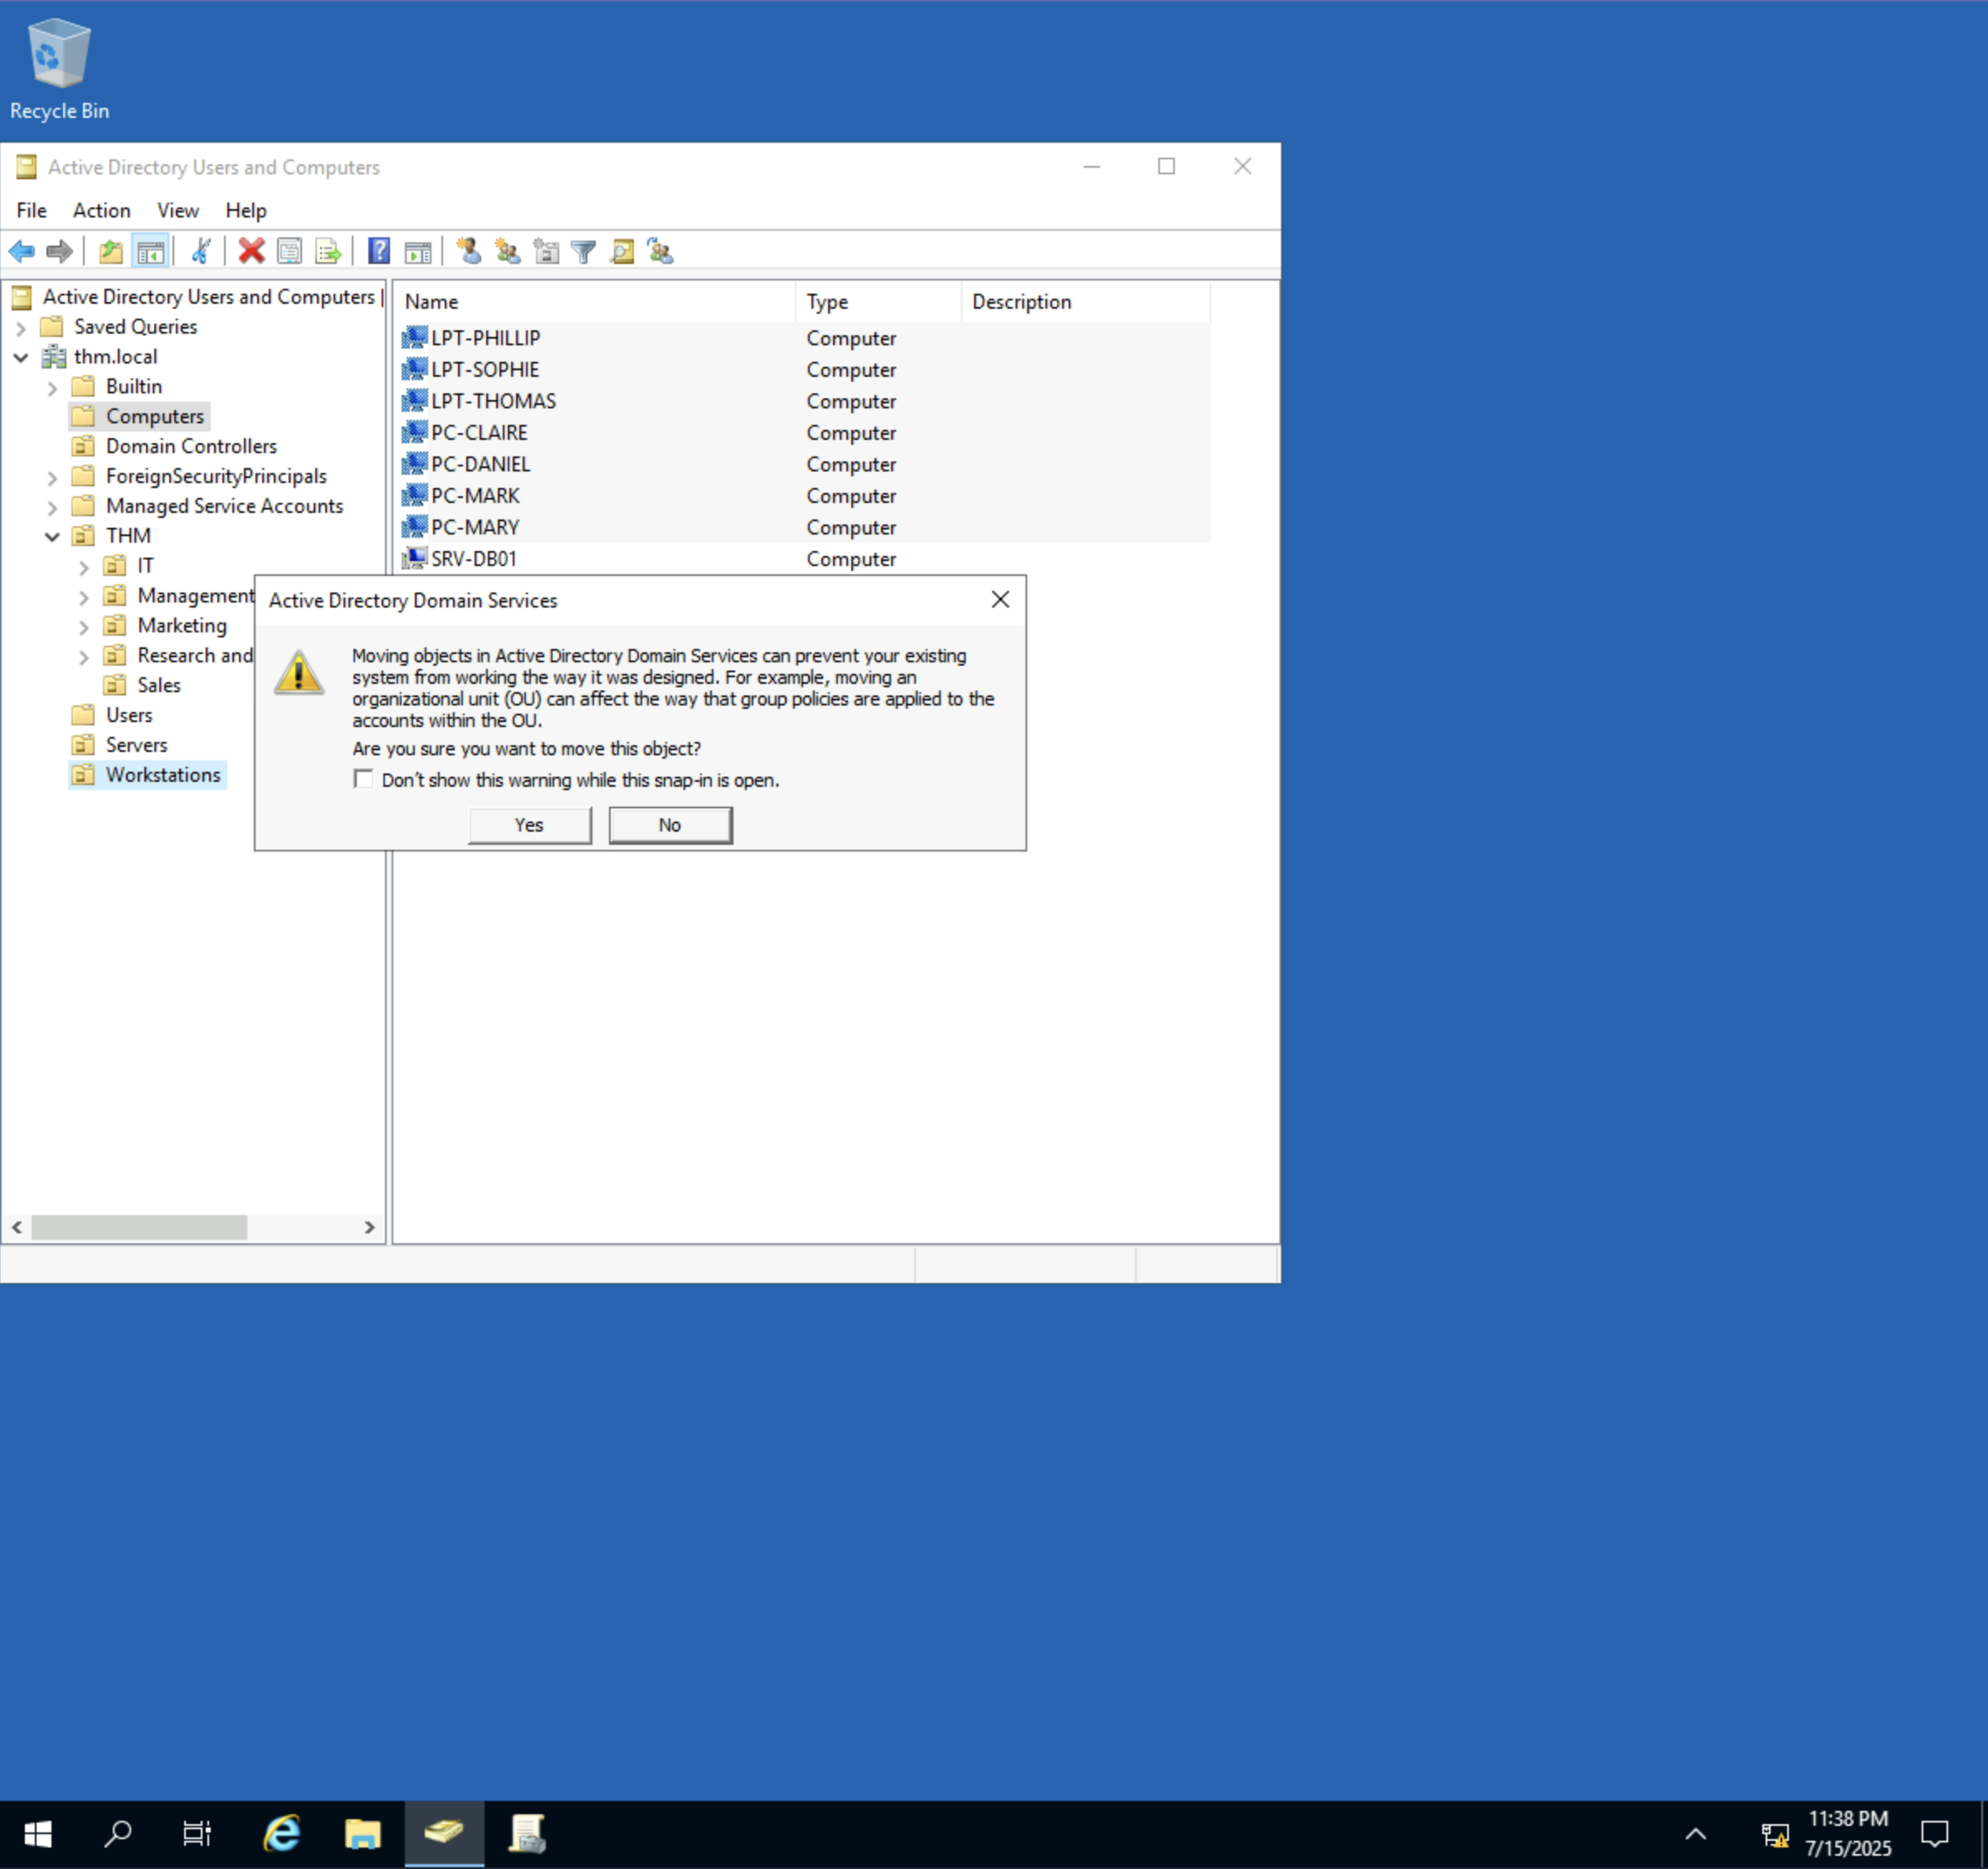 Recycle Bin
Active Directory Users and Computers
File Action View Help
Active Directory Users and Computers
Saved Queries
thm.local
Builtin
Computers
Domain Controllers
ForeignSecurityPrincipals
Managed Service Accounts
THM
IT
Management
Marketing
Research and
Sales
Users
Servers
Workstations
Name Type Description
LPT-PHILLIP Computer
LPT-SOPHIE Computer
LPT-THOMAS Computer
PC-CLAIRE Computer
PC-DANIEL Computer
PC-MARK Computer
PC-MARY Computer
SRV-DB01 Computer
Active Directory Domain Services
Moving objects in Active Directory Domain Services can prevent your existing
system from working the way it was designed. For example, moving an
organizational unit (OU) can affect the way that group policies are applied to the
accounts within the OU.
Are you sure you want to move this object?
Don't show this warning while this snap-in is open.
Yes No
11:38 PM
7/15/2025